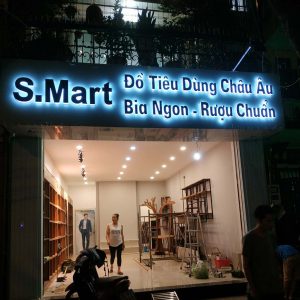 S.Mart
Đồ Tiêu Dùng Châu Âu
Bia Ngon - Rượu Chuẩn